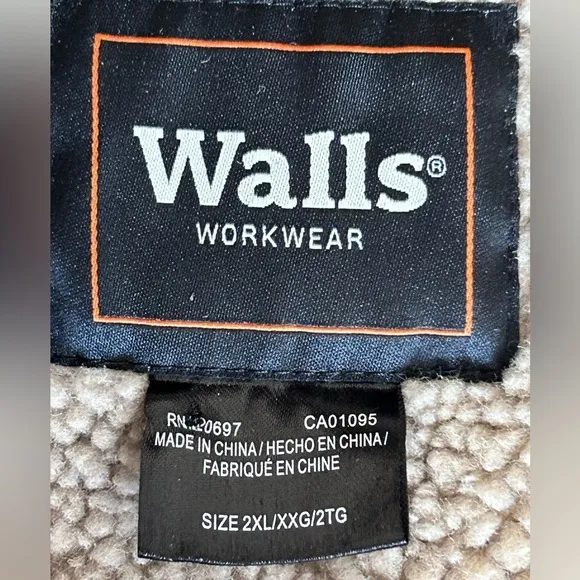 Walls®
WORKWEAR
CA01095
MADE IN CHINA / HECHO EN CHINA /
FABRIQUÉ EN CHINE
SIZE 2XL/XXG/2TG